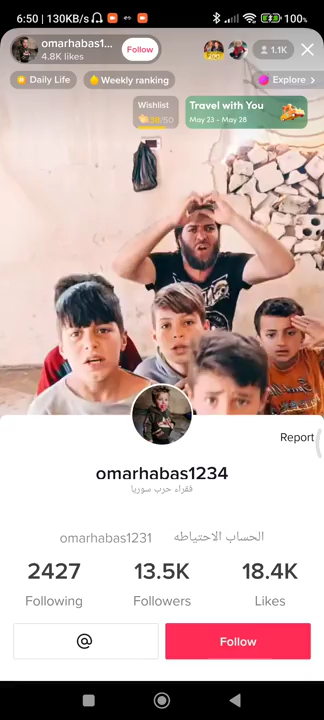 6:50 | 130KB/s
100%
omarhabas1...
4.8K likes
Follow
1.1K
Daily Life
Weekly ranking
Explore >
Wishlist
Travel with You
38/50
May 23 – May 28
Report
omarhabas1234
فقراء حرب سوريا
omarhabas1231 الحساب الاحتياطه
2427
13.5K
18.4K
Following
Followers
Likes
@
Follow